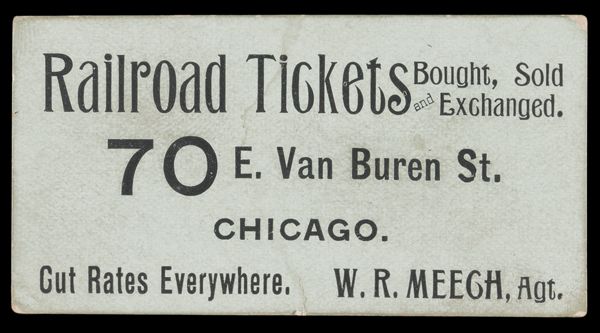 Railroad Tickets Bought, Sold
and Exchanged.
70 E. Van Buren St.
CHICAGO.
Cut Rates Everywhere. W. R. MEECH, Agt.